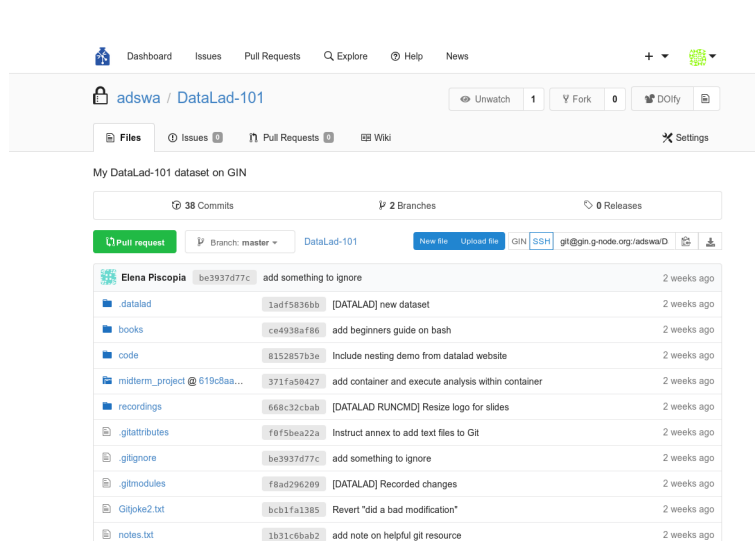 Dashboard Issues Pull Requests Explore Help News
adswa / DataLad-101 Unwatch 1 Fork 0 DOIfy
Files Issues 0 Pull Requests 0 Wiki Settings
My DataLad-101 dataset on GIN
38 Commits 2 Branches 0 Releases
Pull request Branch: master DataLad-101 New file Upload file GIN SSH git@gin.g-node.org:/adswa/D
Elena Piscopia be3937d77c add something to ignore 2 weeks ago
.datalad 1adf5836bb [DATALAD] new dataset 2 weeks ago
books ce4938af86 add beginners guide on bash 2 weeks ago
code 8152857b3e Include nesting demo from datalad website 2 weeks ago
midterm_project @ 619c8aa... 371fa50427 add container and execute analysis within container 2 weeks ago
recordings 668c32cbab [DATALAD RUNCMD] Resize logo for slides 2 weeks ago
.gitattributes f0f5bea22a Instruct annex to add text files to Git 2 weeks ago
.gitignore be3937d77c add something to ignore 2 weeks ago
.gitmodules f8ad296209 [DATALAD] Recorded changes 2 weeks ago
Gitjoke2.txt bcb1fa1385 Revert "did a bad modification" 2 weeks ago
notes.txt 1b31c6bab2 add note on helpful git resource 2 weeks ago